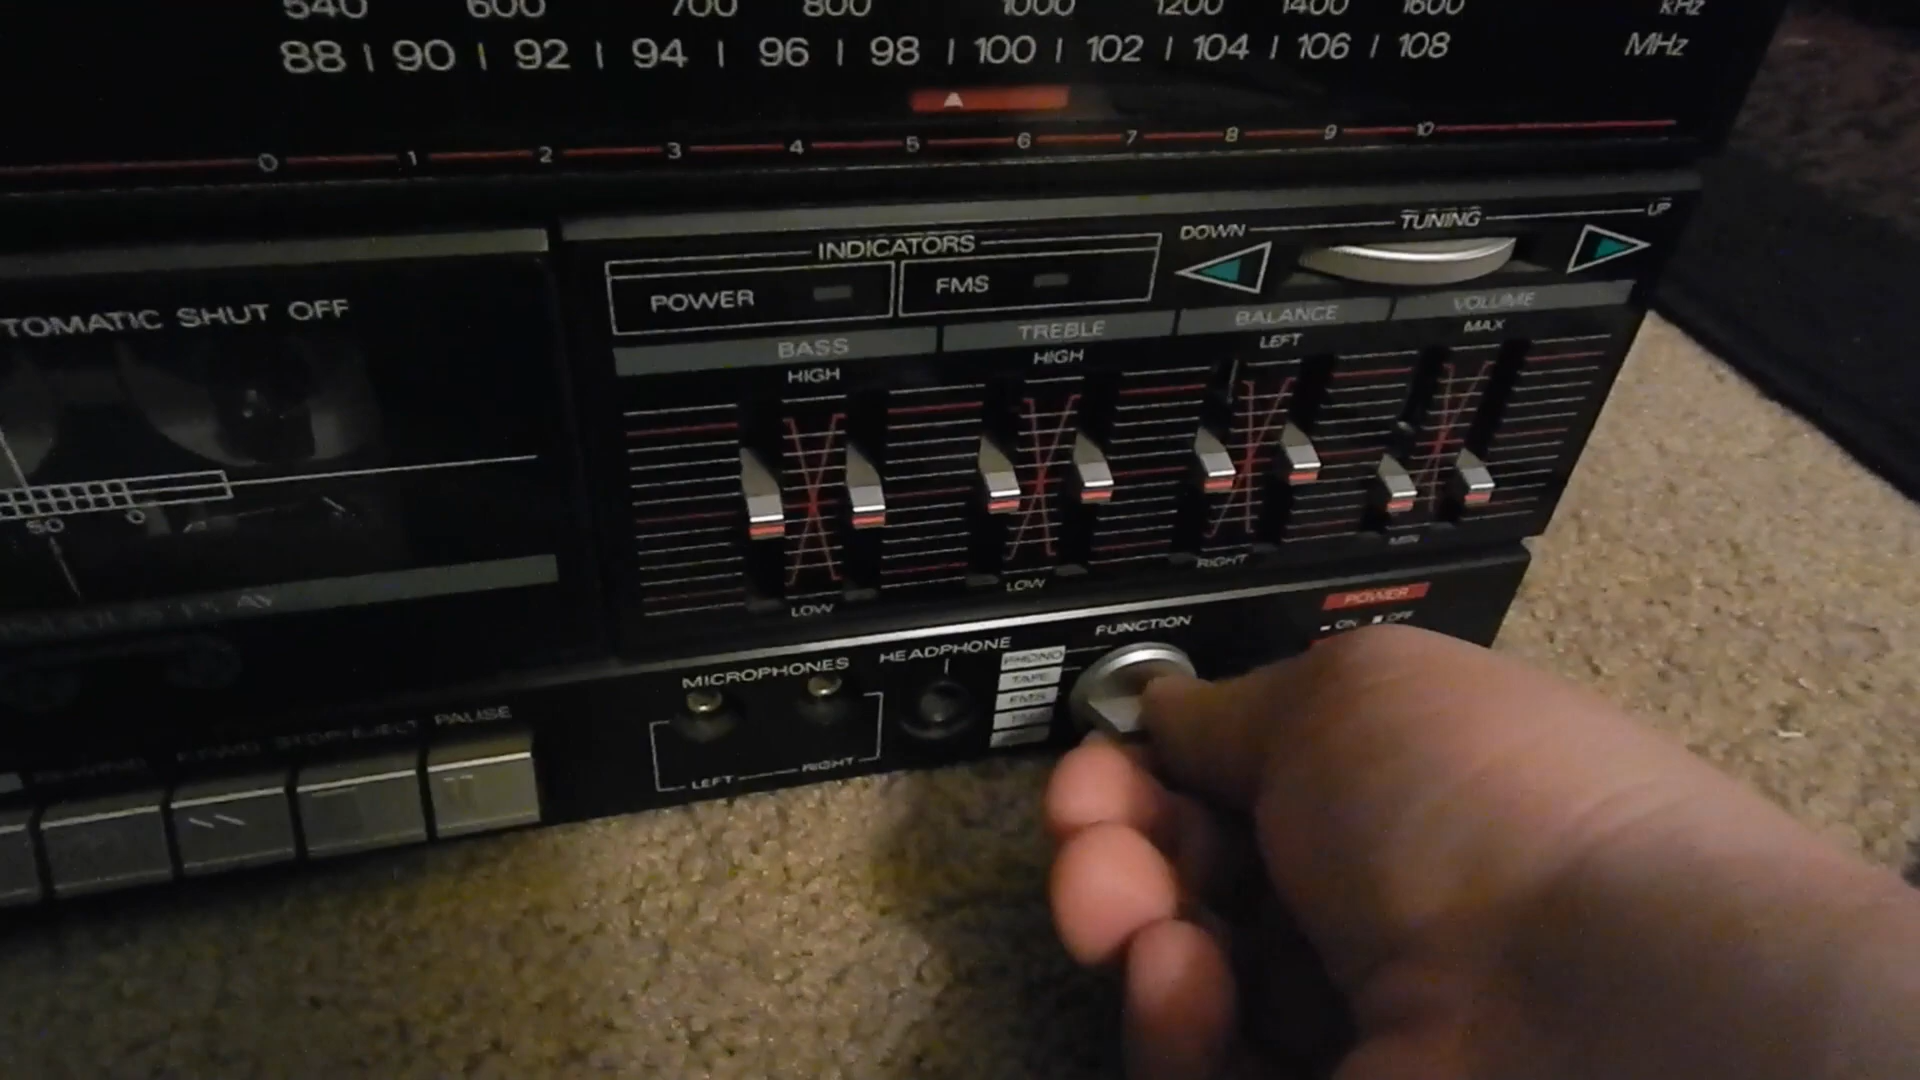 540 600 700 800 1000 1200 1400 1600 kHz
88 | 90 | 92 | 94 | 96 | 98 | 100 | 102 | 104 | 106 | 108 MHz
0 1 2 3 4 5 6 7 8 9 10
DOWN TUNING UP
INDICATORS
POWER FMS
TOMATIC SHUT OFF
BASS TREBLE BALANCE VOLUME
HIGH HIGH LEFT MAX
50 0
LOW LOW RIGHT MIN
POWER
ON OFF
FUNCTION
MICROPHONES HEADPHONE
PHONO
TAPE
FMS
LEFT RIGHT
STOP/EJECT PAUSE